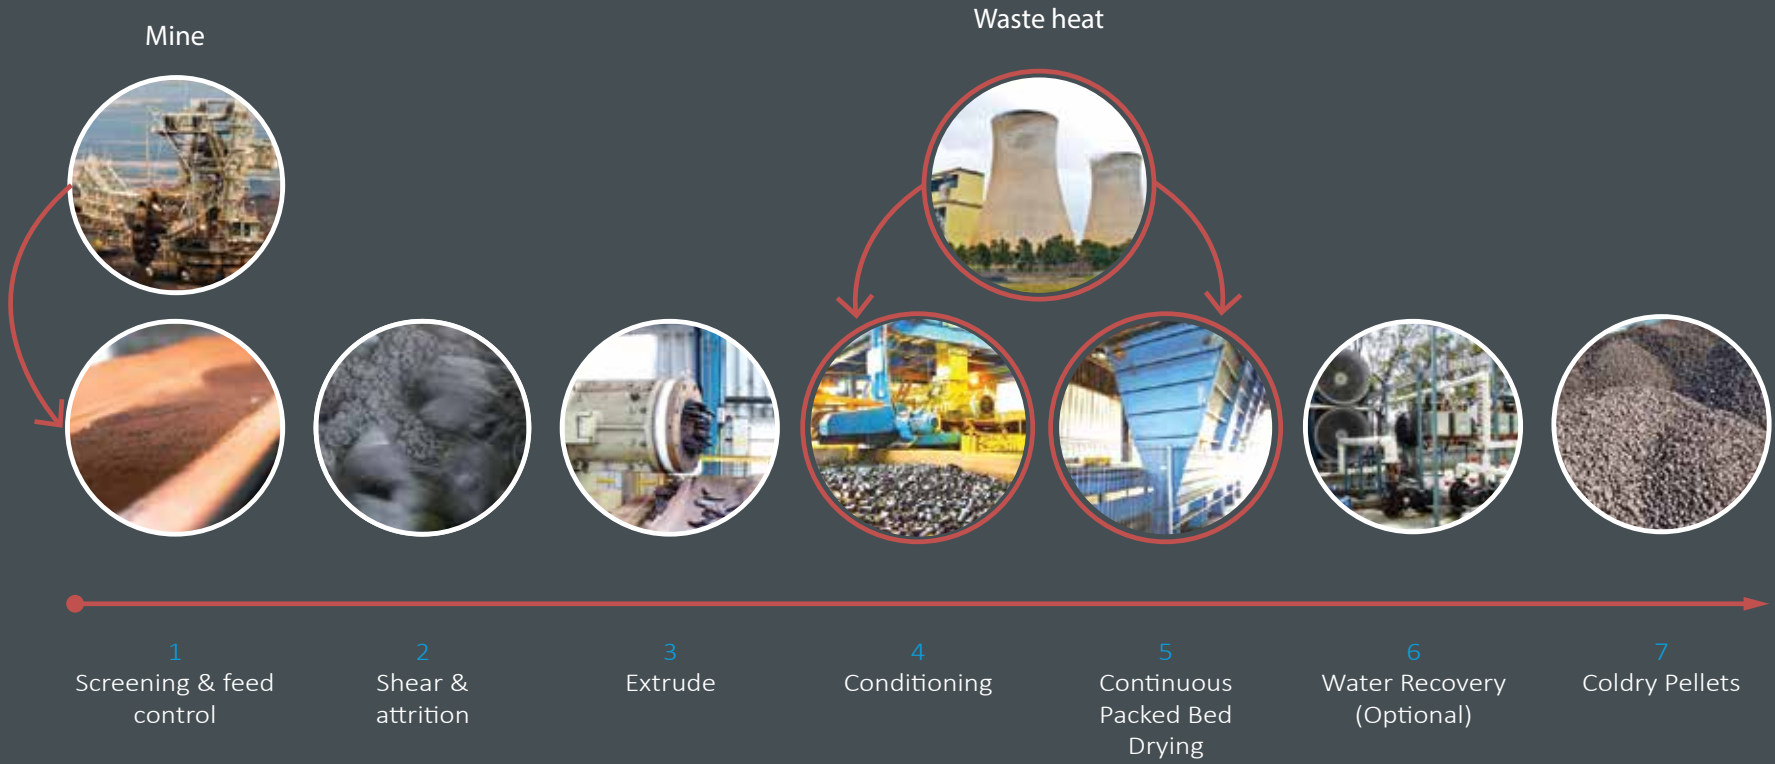 Mine
Waste heat
1
Screening & feed
control
2
Shear &
attrition
3
Extrude
4
Conditioning
5
Continuous
Packed Bed
Drying
6
Water Recovery
(Optional)
7
Coldry Pellets